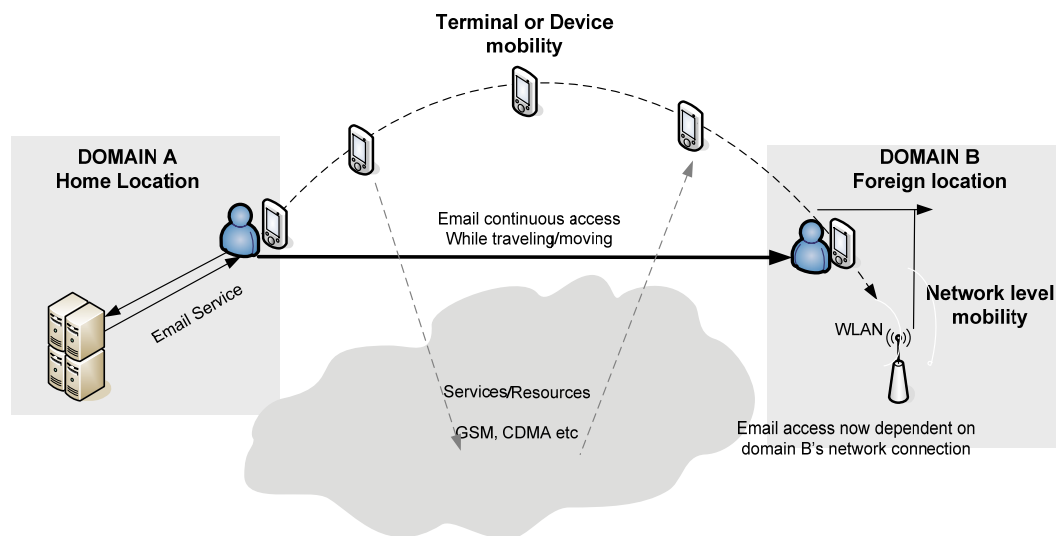 Terminal or Device
mobility
DOMAIN A
Home Location
DOMAIN B
Foreign location
Email continuous access
While traveling/moving
Email Service
Network level
mobility
WLAN
Services/Resources
GSM, CDMA etc
Email access now dependent on
domain B's network connection